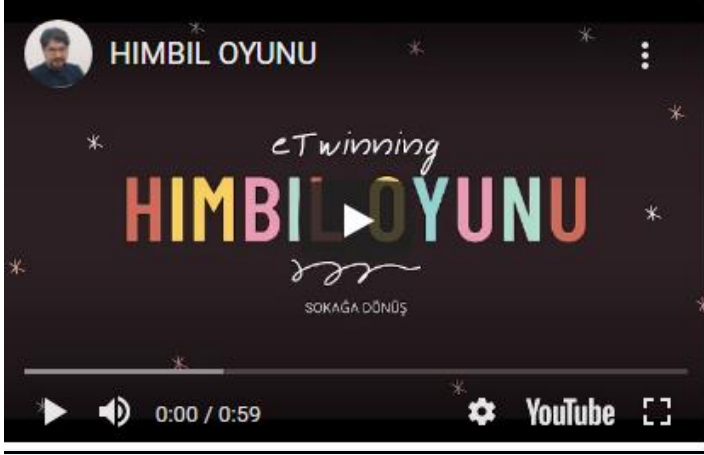 HIMBIL OYUNU
eTwinning
HIMBIL OYUNU
SOKAĞA DÖNÜŞ
0:00 / 0:59
YouTube